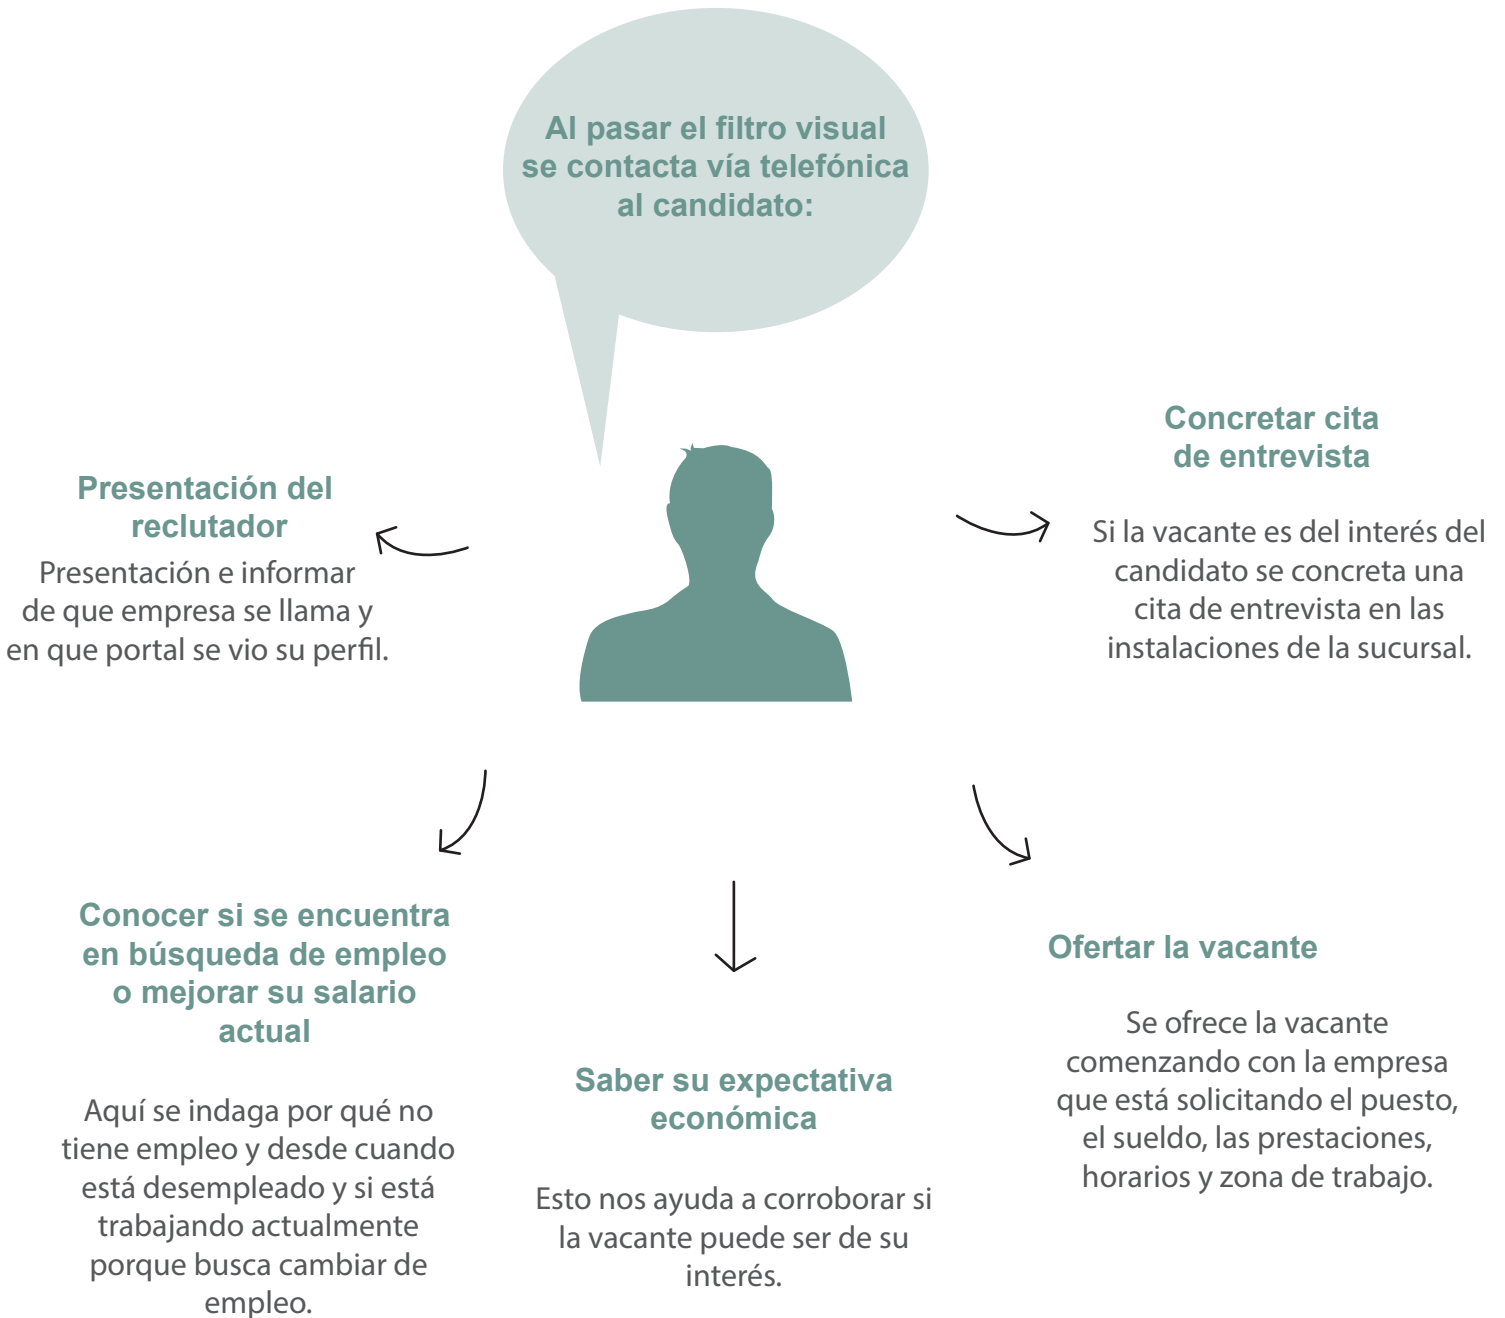 Al pasar el filtro visual
se contacta vía telefónica
al candidato:
Presentación del
reclutador
Presentación e informar
de que empresa se llama y
en que portal se vio su perfil.
Conocer si se encuentra
en búsqueda de empleo
o mejorar su salario
actual
Aquí se indaga por qué no
tiene empleo y desde cuando
está desempleado y si está
trabajando actualmente
porque busca cambiar de
empleo.
Saber su expectativa
económica
Esto nos ayuda a corroborar si
la vacante puede ser de su
interés.
Ofertar la vacante
Se ofrece la vacante
comenzando con la empresa
que está solicitando el puesto,
el sueldo, las prestaciones,
horarios y zona de trabajo.
Concretar cita
de entrevista
Si la vacante es del interés del
candidato se concreta una
cita de entrevista en las
instalaciones de la sucursal.